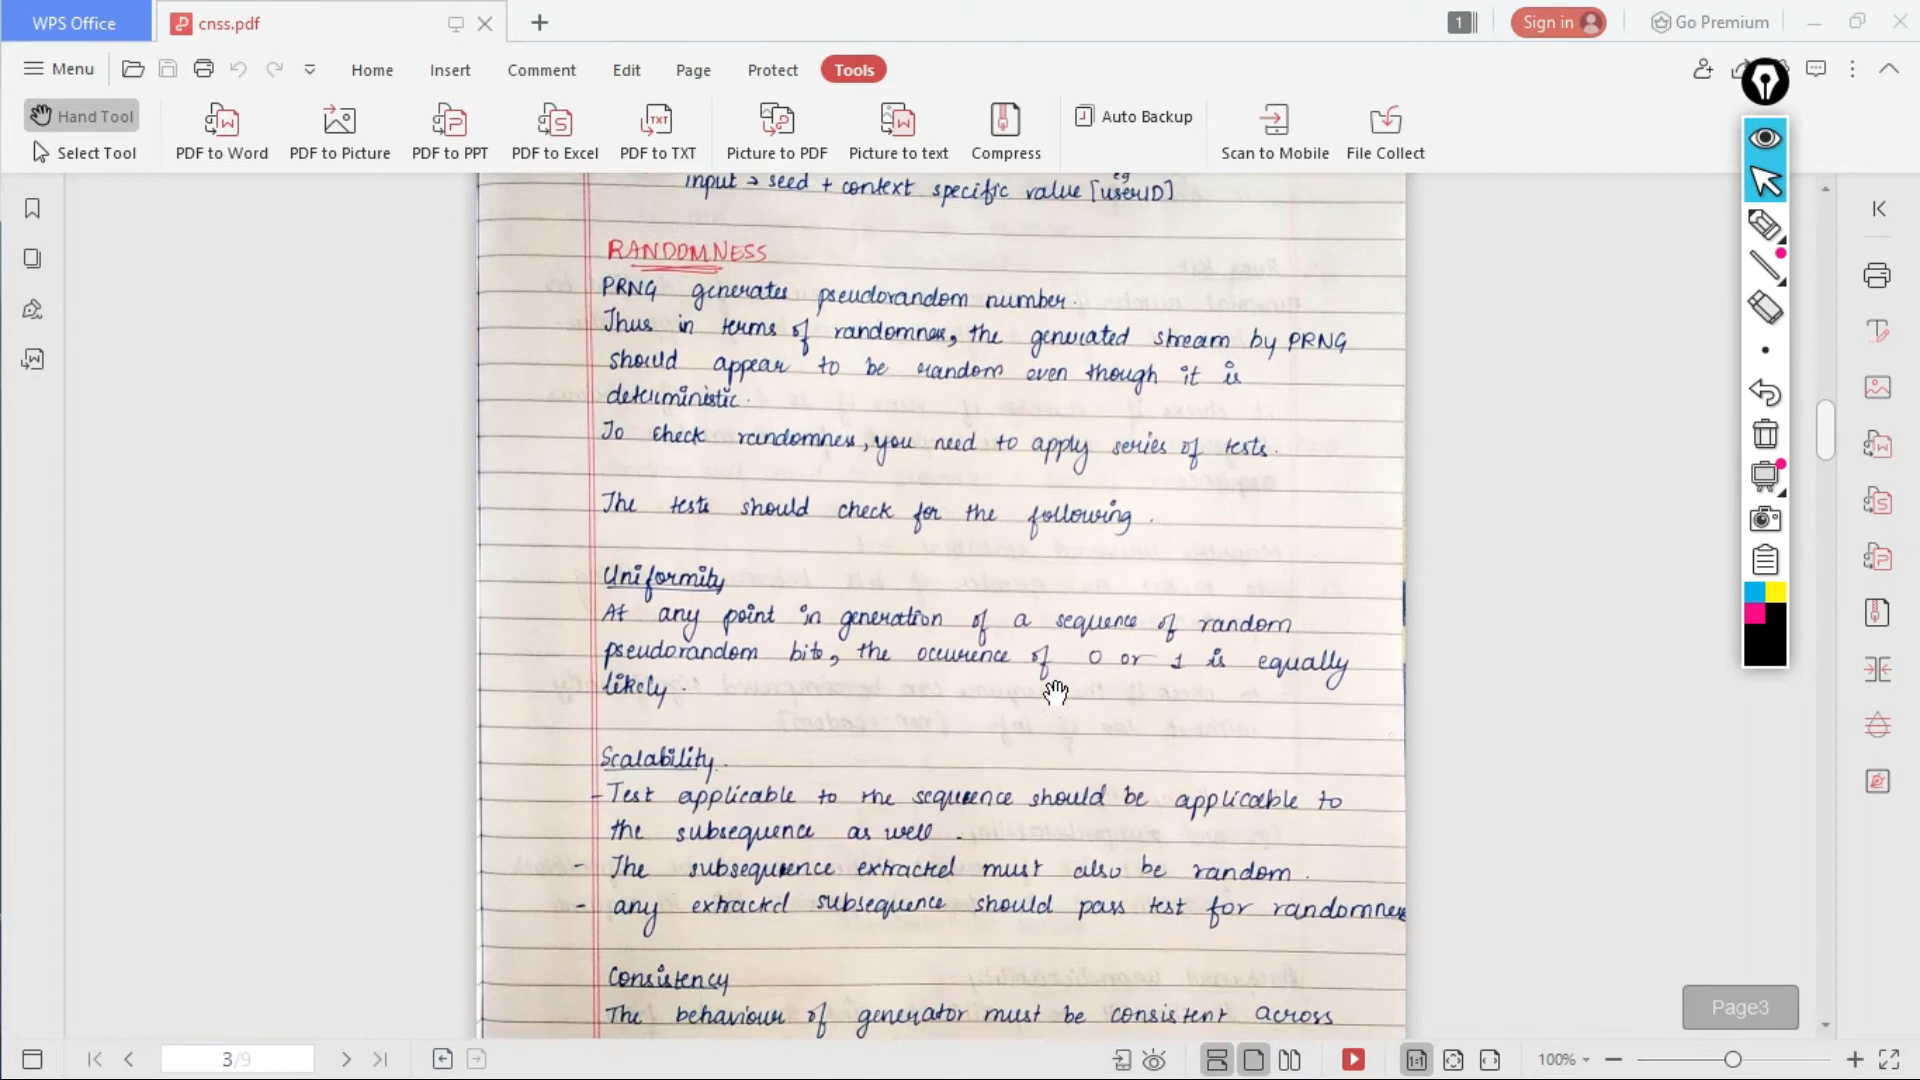 WPS Office
cnss.pdf
1
Sign in
Go Premium
Menu
Home
Insert
Comment
Edit
Page
Protect
Tools
Hand Tool
Select Tool
PDF to Word
PDF to Picture
PDF to PPT
PDF to Excel
PDF to TXT
Picture to PDF
Picture to text
Compress
Auto Backup
Scan to Mobile
File Collect
eg
input → seed + context specific value [userID]
RANDOMNESS
PRNG generates pseudorandom number.
Thus in terms of randomness, the generated stream by PRNG
should appear to be random even though it is
deterministic.
To check randomness, you need to apply series of tests.
The tests should check for the following.
Uniformity
At any point in generation of a sequence of random
pseudorandom bits, the occurence of 0 or 1 is equally
likely.
Scalability.
- Test applicable to the sequence should be applicable to
the subsequence as well.
- The subsequence extracted must also be random.
- any extracted subsequence should pass test for randomness
Consistency
The behaviour of generator must be consistent across
Page3
3/9
100%